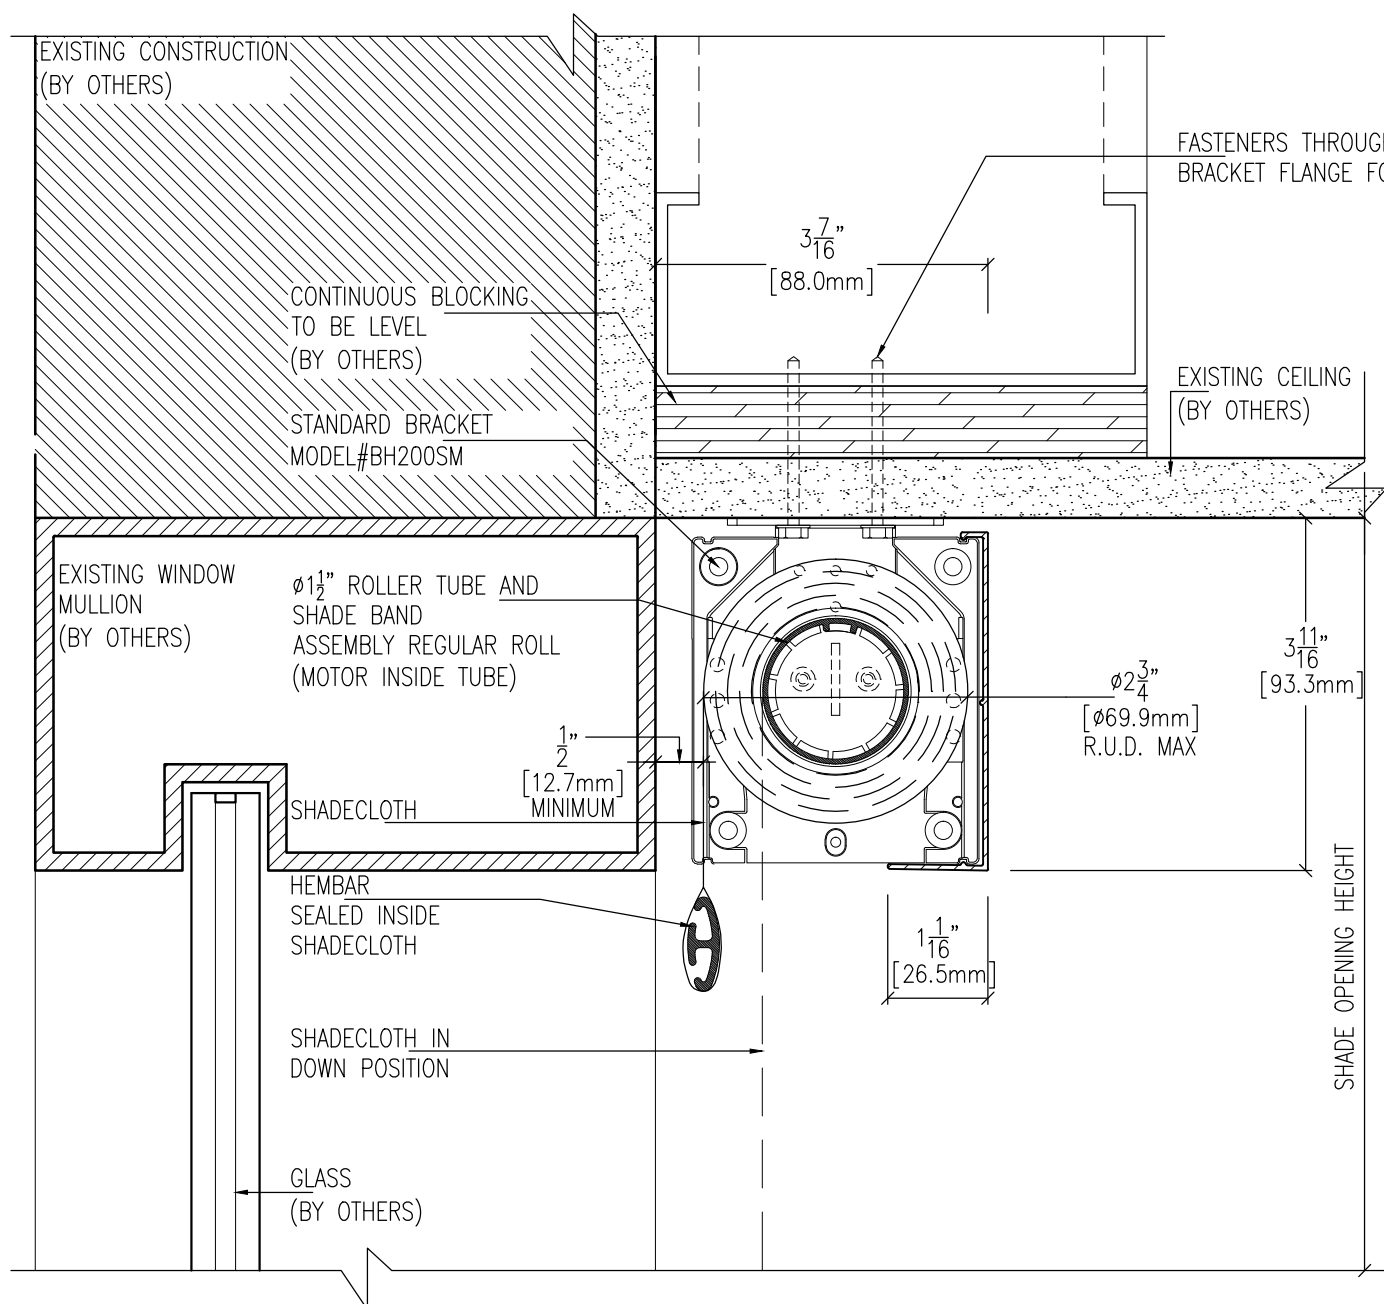 EXISTING CONSTRUCTION
(BY OTHERS)
FASTENERS THROUGH
BRACKET FLANGE
3 7/16"
[88.0mm]
CONTINUOUS BLOCKING
TO BE LEVEL
(BY OTHERS)
EXISTING CEILING
(BY OTHERS)
STANDARD BRACKET
MODEL#BH200SM
EXISTING WINDOW
MULLION
(BY OTHERS)
ø1 1/2" ROLLER TUBE AND
SHADE BAND
ASSEMBLY REGULAR ROLL
(MOTOR INSIDE TUBE)
3 11/16"
[93.3mm]
ø2 3/4"
[ø69.9mm]
R.U.D. MAX
1/2"
[12.7mm]
MINIMUM
SHADECLOTH
HEMBAR
SEALED INSIDE
SHADECLOTH
1 1/16"
[26.5mm]
SHADE OPENING HEIGHT
SHADECLOTH IN
DOWN POSITION
GLASS
(BY OTHERS)